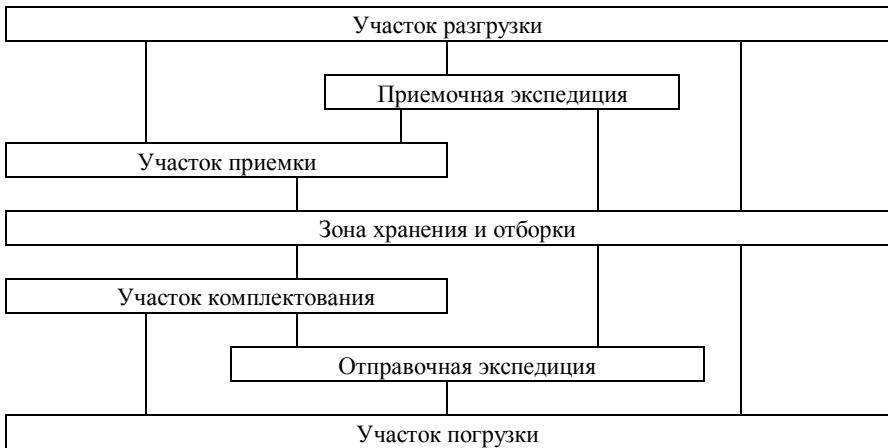 Участок разгрузки
Приемочная экспедиция
Участок приемки
Зона хранения и отборки
Участок комплектования
Отправочная экспедиция
Участок погрузки